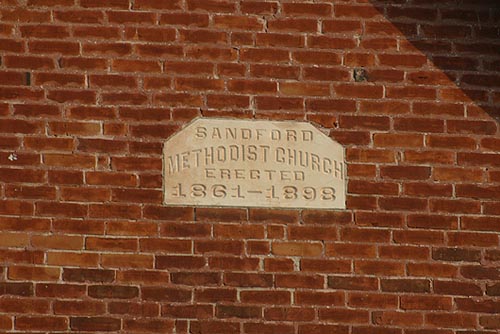 SANDFORD
METHODIST CHURCH
ERECTED
1861-1898